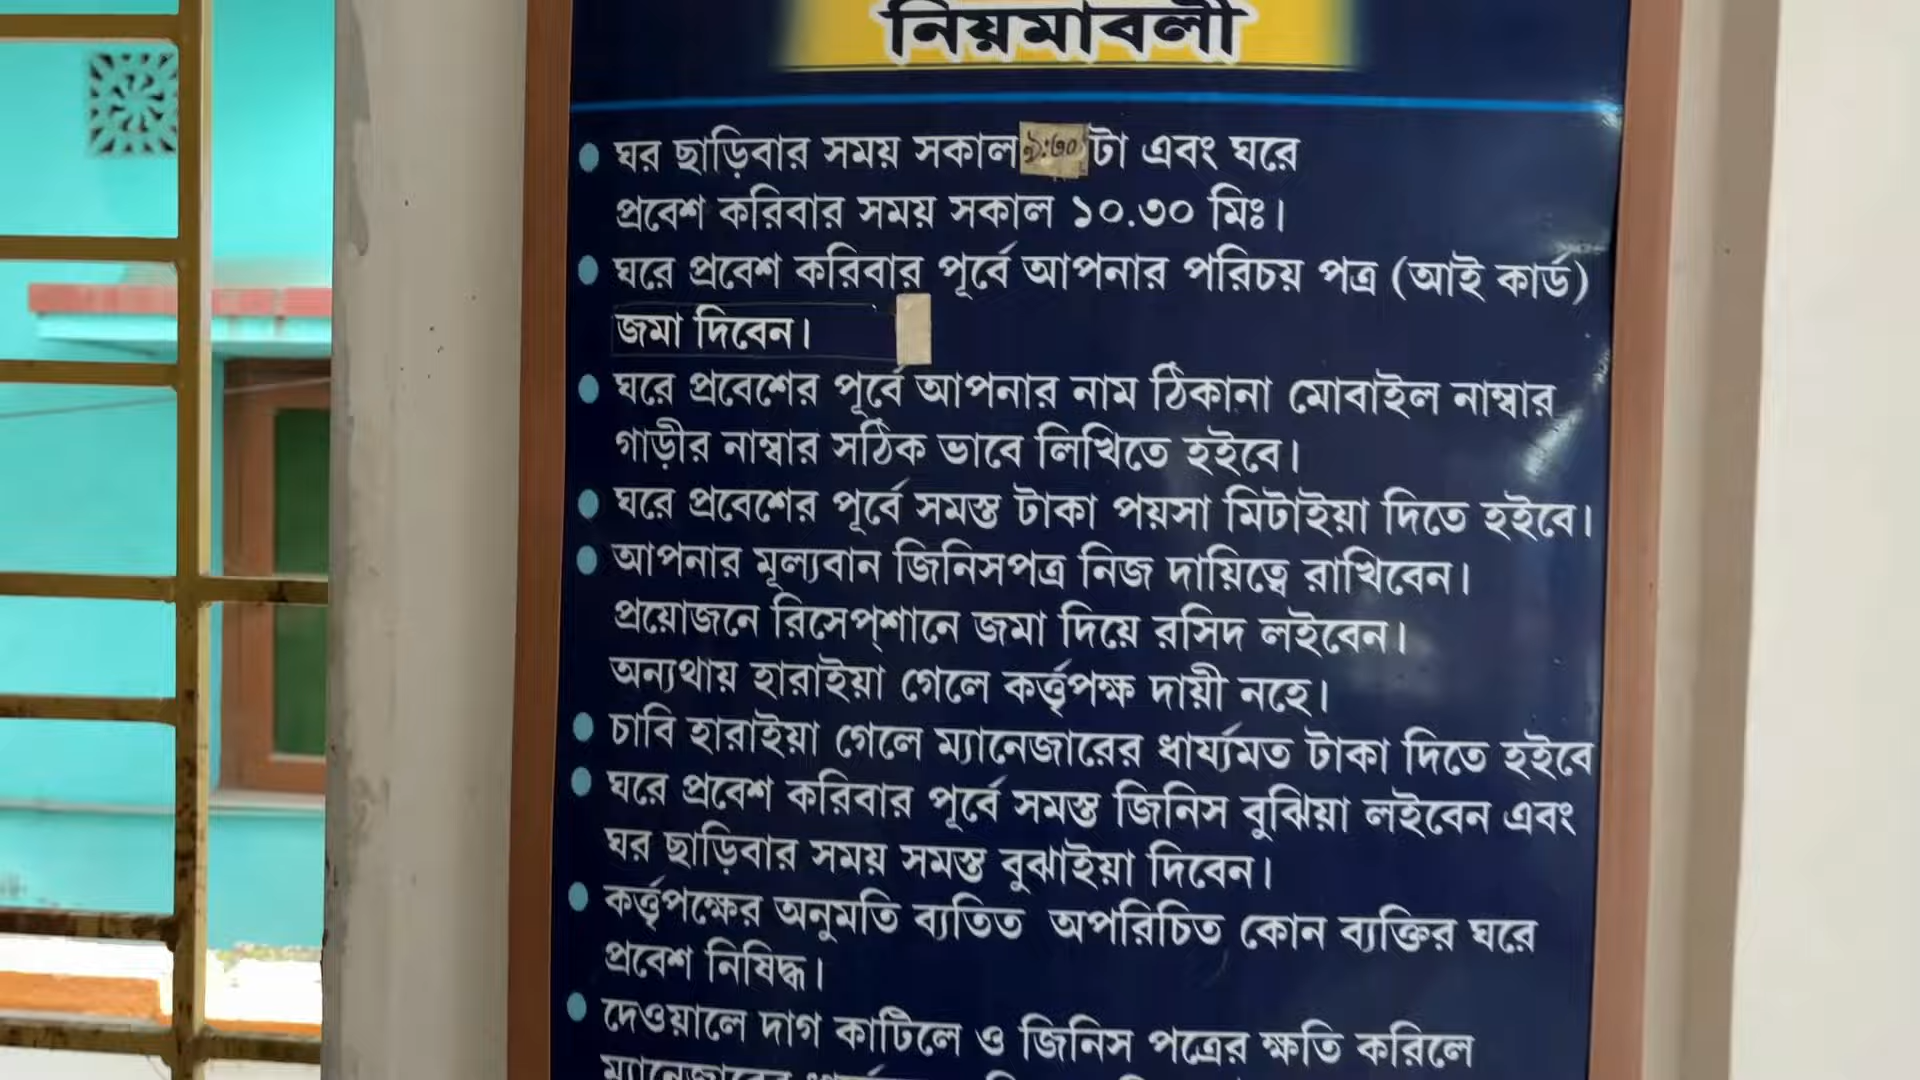 নিয়মাবলী
ঘর ছাড়িবার সময় সকাল ৯:৩০ টা এবং ঘরে
প্রবেশ করিবার সময় সকাল ১০.৩০ মিঃ।
ঘরে প্রবেশ করিবার পূর্বে আপনার পরিচয় পত্র (আই কার্ড)
জমা দিবেন।
ঘরে প্রবেশের পূর্বে আপনার নাম ঠিকানা মোবাইল নাম্বার
গাড়ীর নাম্বার সঠিক ভাবে লিখিতে হইবে।
ঘরে প্রবেশের পূর্বে সমস্ত টাকা পয়সা মিটাইয়া দিতে হইবে।
আপনার মূল্যবান জিনিসপত্র নিজ দায়িত্বে রাখিবেন।
প্রয়োজনে রিসেপ্‌শানে জমা দিয়ে রসিদ লইবেন।
অন্যথায় হারাইয়া গেলে কর্ত্তৃপক্ষ দায়ী নহে।
চাবি হারাইয়া গেলে ম্যানেজারের ধার্য্যমত টাকা দিতে হইবে
ঘরে প্রবেশ করিবার পূর্বে সমস্ত জিনিস বুঝিয়া লইবেন এবং
ঘর ছাড়িবার সময় সমস্ত বুঝাইয়া দিবেন।
কর্ত্তৃপক্ষের অনুমতি ব্যতিত অপরিচিত কোন ব্যক্তির ঘরে
প্রবেশ নিষিদ্ধ।
দেওয়ালে দাগ কাটিলে ও জিনিস পত্রের ক্ষতি করিলে
ম্যানেজারের